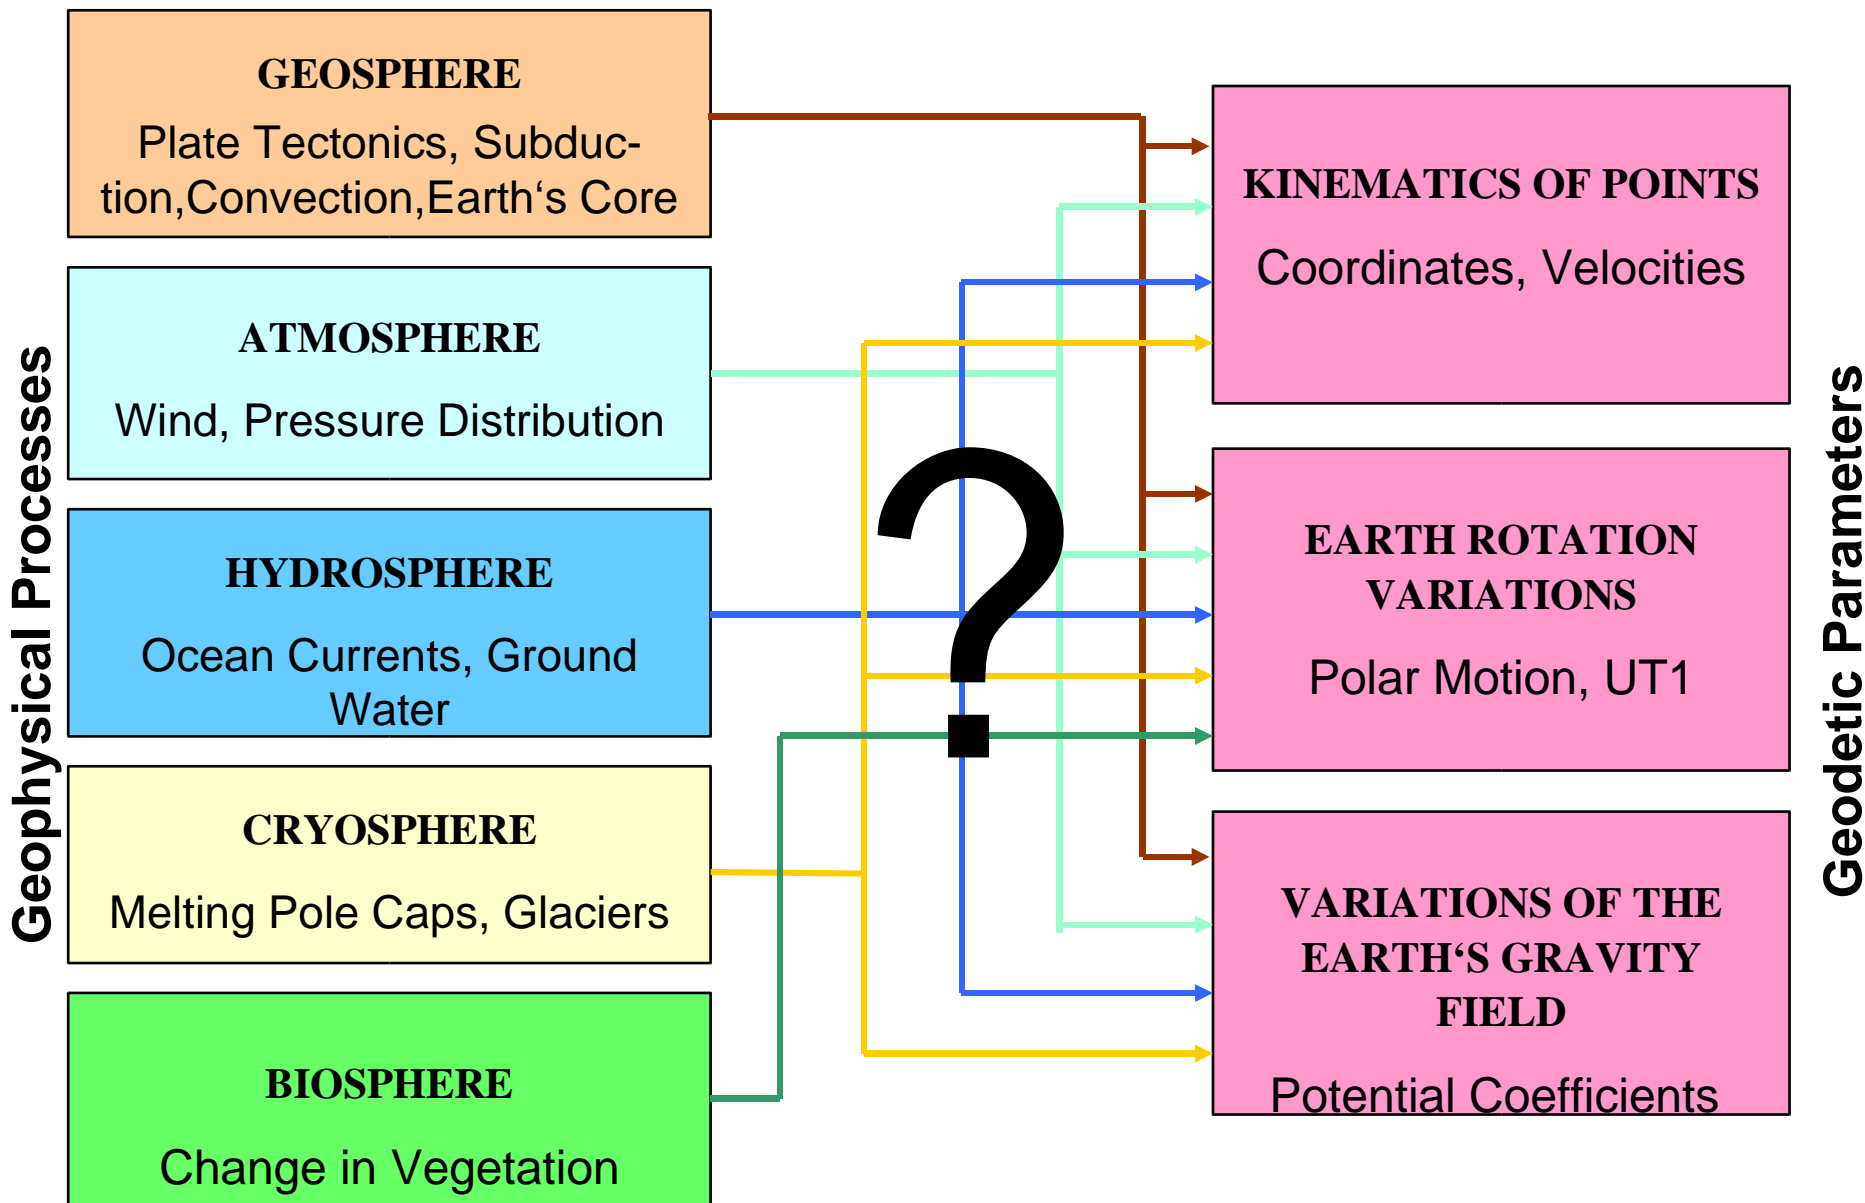 Geophysical Processes
GEOSPHERE
Plate Tectonics, Subduc-
tion,Convection,Earth‘s Core
ATMOSPHERE
Wind, Pressure Distribution
HYDROSPHERE
Ocean Currents, Ground
Water
CRYOSPHERE
Melting Pole Caps, Glaciers
BIOSPHERE
Change in Vegetation
?
KINEMATICS OF POINTS
Coordinates, Velocities
EARTH ROTATION
VARIATIONS
Polar Motion, UT1
VARIATIONS OF THE
EARTH‘S GRAVITY
FIELD
Potential Coefficients
Geodetic Parameters